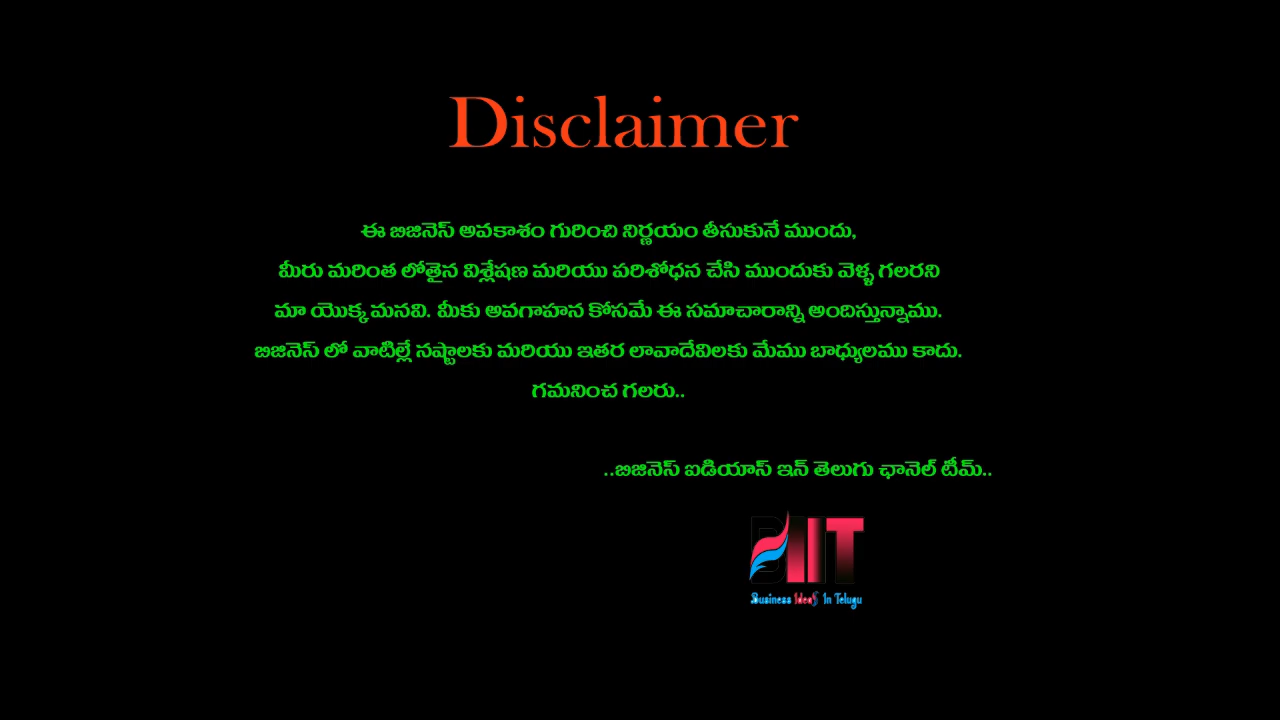 Disclaimer
ఈ బిజినెస్ అవకాశం గురించి నిర్ణయం తీసుకునే ముందు,
మీరు మరింత లోతైన విశ్లేషణ మరియు పరిశోధన చేసి ముందుకు వెళ్ళ గలరని
మా యొక్క మనవి. మీకు అవగాహన కోసమే ఈ సమాచారాన్ని అందిస్తున్నాము.
బిజినెస్ లో వాటిల్లే నష్టాలకు మరియు ఇతర లావాదేవిలకు మేము బాధ్యులము కాదు.
గమనించ గలరు..
..బిజినెస్ ఐడియాస్ ఇన్ తెలుగు ఛానెల్ టీమ్..
BIIT
Business Ideas In Telugu